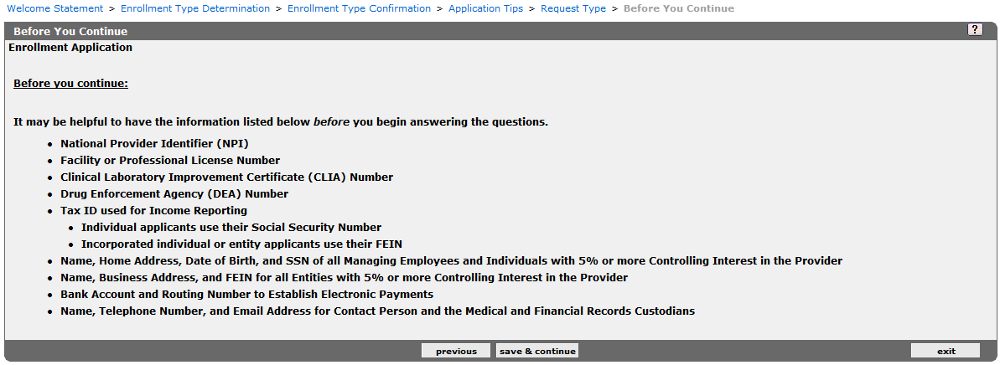 Welcome Statement > Enrollment Type Determination > Enrollment Type Confirmation > Application Tips > Request Type > Before You Continue
Before You Continue ?
Enrollment Application
Before you continue:
It may be helpful to have the information listed below before you begin answering the questions.
• National Provider Identifier (NPI)
• Facility or Professional License Number
• Clinical Laboratory Improvement Certificate (CLIA) Number
• Drug Enforcement Agency (DEA) Number
• Tax ID used for Income Reporting
• Individual applicants use their Social Security Number
• Incorporated individual or entity applicants use their FEIN
• Name, Home Address, Date of Birth, and SSN of all Managing Employees and Individuals with 5% or more Controlling Interest in the Provider
• Name, Business Address, and FEIN for all Entities with 5% or more Controlling Interest in the Provider
• Bank Account and Routing Number to Establish Electronic Payments
• Name, Telephone Number, and Email Address for Contact Person and the Medical and Financial Records Custodians
previous save & continue exit